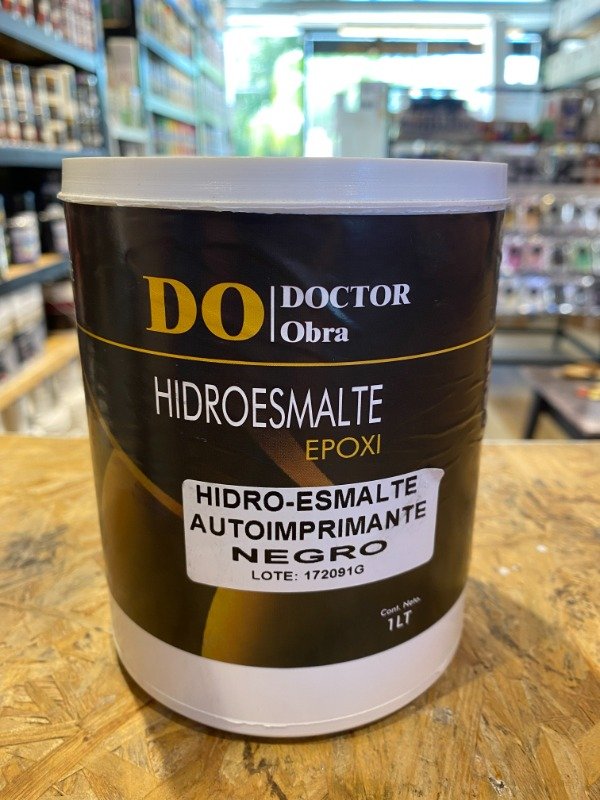 DO DOCTOR
Obra
HIDROESMALTE
EPOXI
HIDRO-ESMALTE
AUTOIMPRIMANTE
NEGRO
LOTE: 172091G
Cont. Neto.
1LT